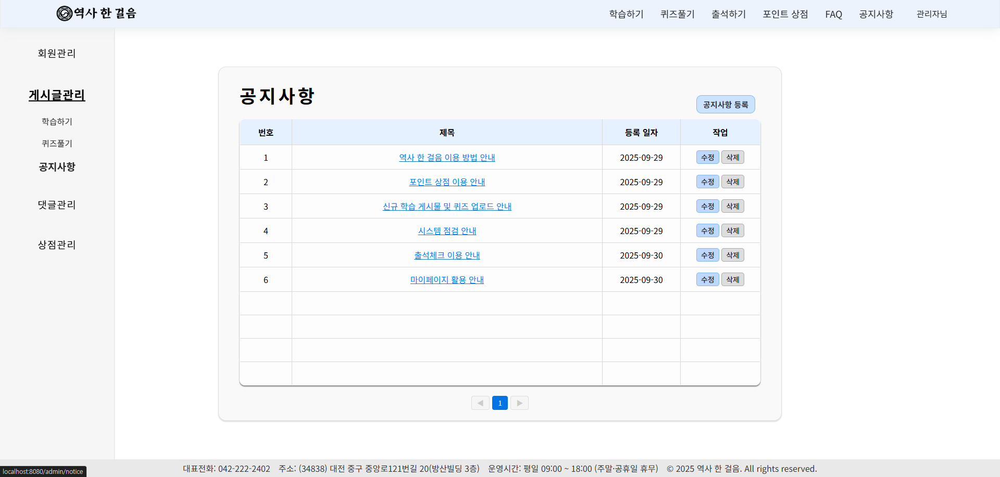 역사 한 걸음
학습하기 퀴즈풀기 출석하기 포인트 상점 FAQ 공지사항 관리자님
회원관리
게시글관리
학습하기
퀴즈풀기
공지사항
댓글관리
상점관리
공지사항
공지사항 등록
번호 제목 등록 일자 작업
1 역사 한 걸음 이용 방법 안내 2025-09-29 수정 삭제
2 포인트 상점 이용 안내 2025-09-29 수정 삭제
3 신규 학습 게시물 및 퀴즈 업로드 안내 2025-09-29 수정 삭제
4 시스템 점검 안내 2025-09-29 수정 삭제
5 출석체크 이용 안내 2025-09-30 수정 삭제
6 마이페이지 활용 안내 2025-09-30 수정 삭제
◀ 1 ▶
대표전화: 042-222-2402 주소: (34838) 대전 중구 중앙로121번길 20(방산빌딩 3층) 운영시간: 평일 09:00 ~ 18:00 (주말·공휴일 휴무) © 2025 역사 한 걸음. All rights reserved.
localhost:8080/admin/notice